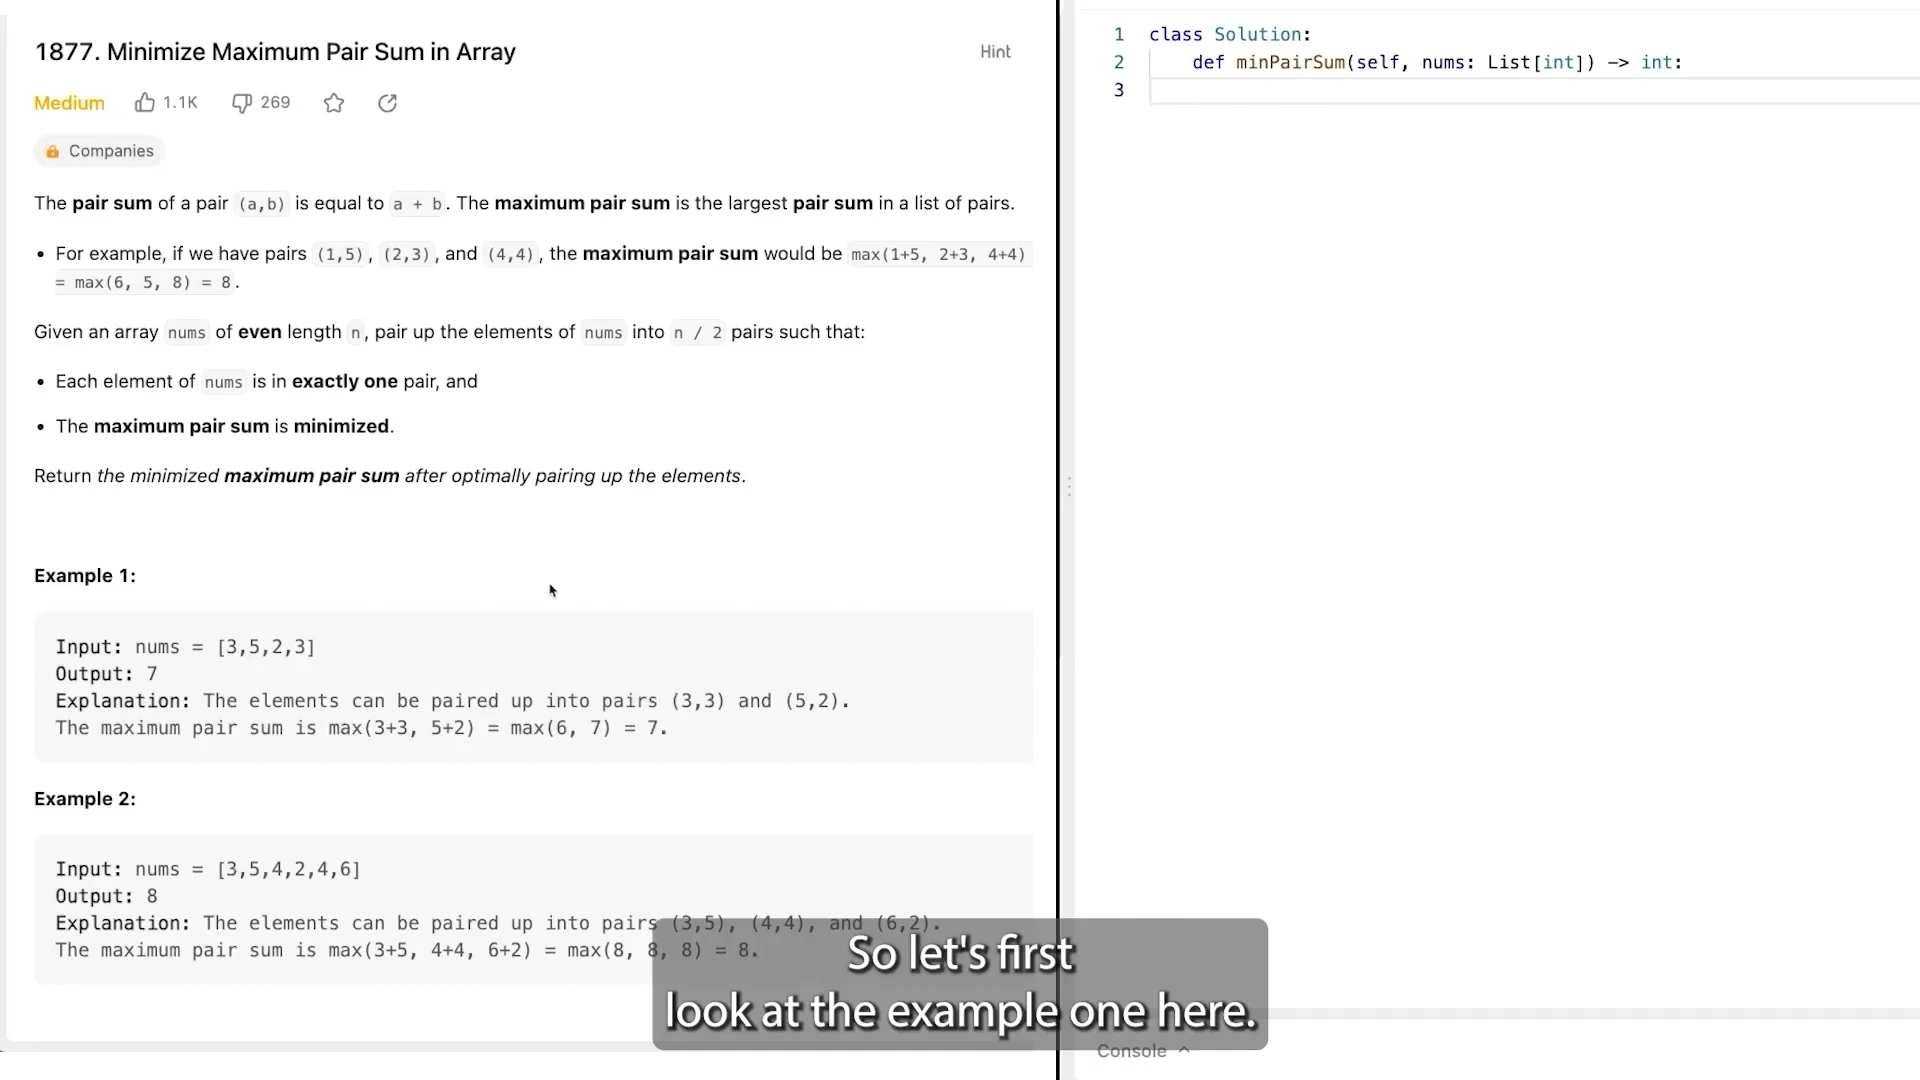 1877. Minimize Maximum Pair Sum in Array
Hint
Medium 1.1K 269
Companies
The pair sum of a pair (a,b) is equal to a + b. The maximum pair sum is the largest pair sum in a list of pairs.
• For example, if we have pairs (1,5), (2,3), and (4,4), the maximum pair sum would be max(1+5, 2+3, 4+4)
= max(6, 5, 8) = 8.
Given an array nums of even length n, pair up the elements of nums into n / 2 pairs such that:
• Each element of nums is in exactly one pair, and
• The maximum pair sum is minimized.
Return the minimized maximum pair sum after optimally pairing up the elements.
Example 1:
Input: nums = [3,5,2,3]
Output: 7
Explanation: The elements can be paired up into pairs (3,3) and (5,2).
The maximum pair sum is max(3+3, 5+2) = max(6, 7) = 7.
Example 2:
Input: nums = [3,5,4,2,4,6]
Output: 8
Explanation: The elements can be paired up into pairs (3,5), (4,4), and (6,2).
The maximum pair sum is max(3+5, 4+4, 6+2) = max(8, 8, 8) = 8.
1 class Solution:
2 def minPairSum(self, nums: List[int]) -> int:
3
So let's first
look at the example one here.
Console